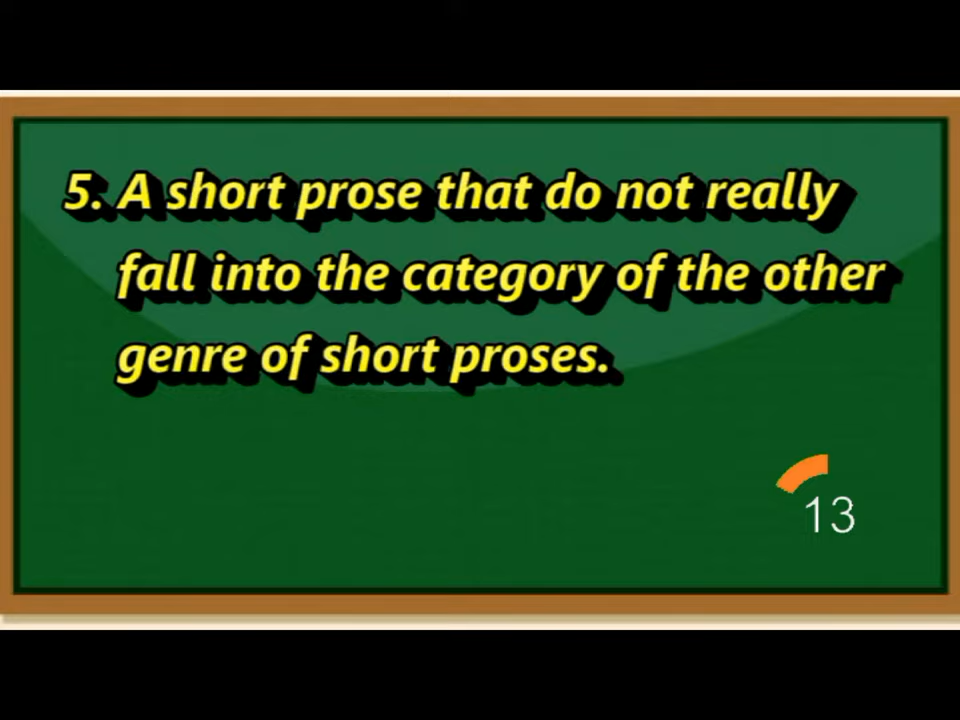 5. A short prose that do not really
fall into the category of the other
genre of short proses.
13